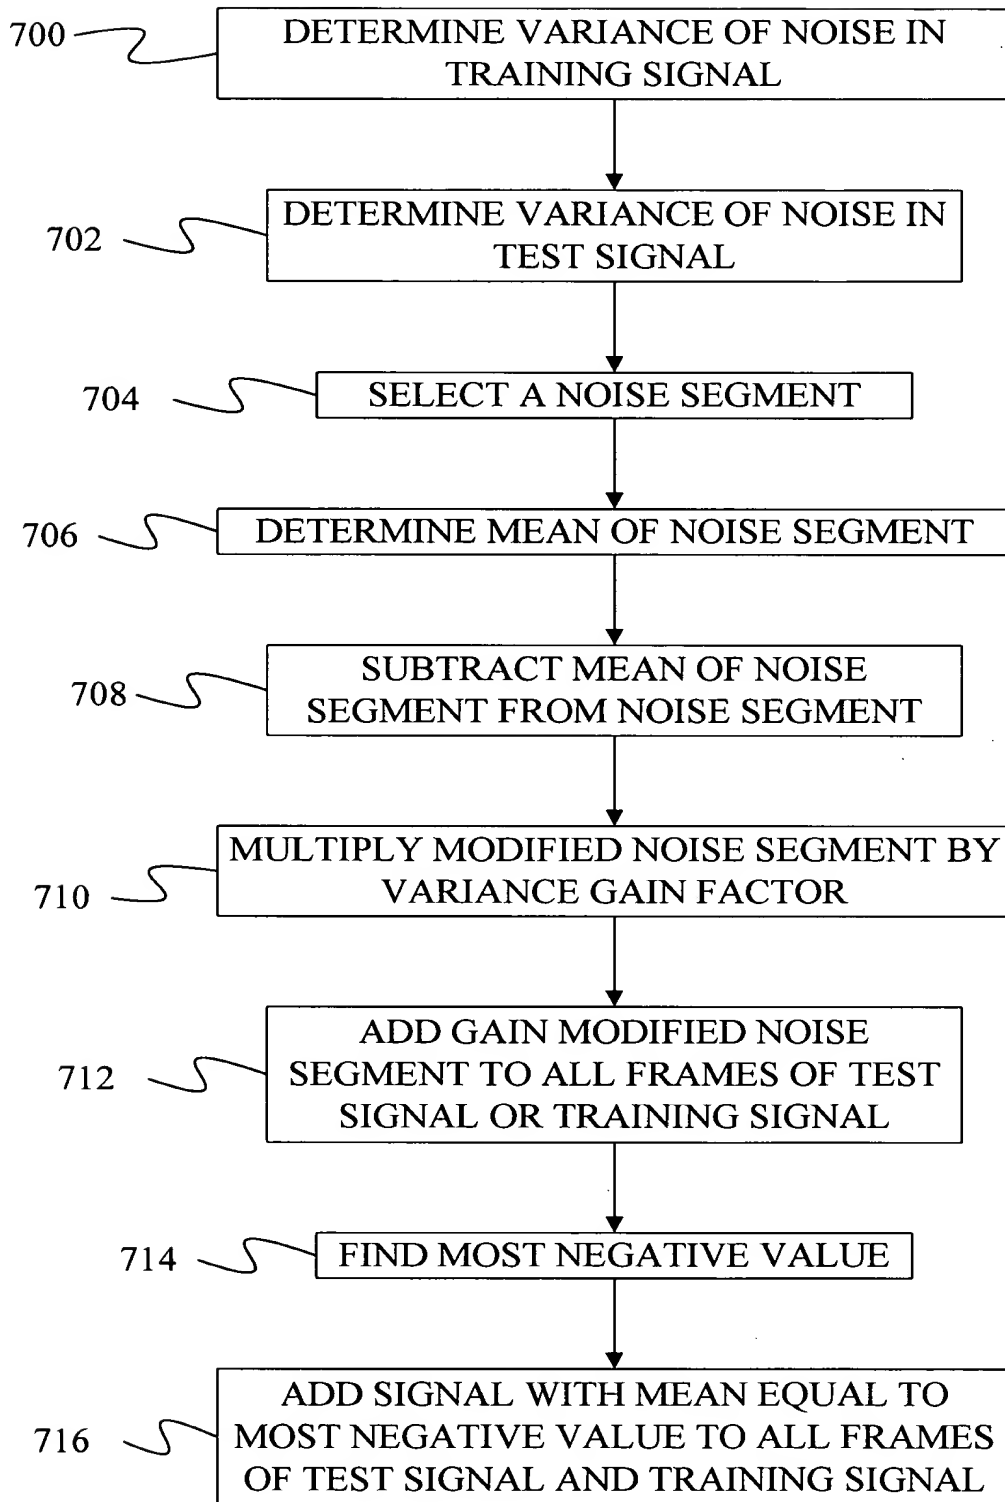 700
DETERMINE VARIANCE OF NOISE IN
TRAINING SIGNAL
702
DETERMINE VARIANCE OF NOISE IN
TEST SIGNAL
704
SELECT A NOISE SEGMENT
706
DETERMINE MEAN OF NOISE SEGMENT
708
SUBTRACT MEAN OF NOISE
SEGMENT FROM NOISE SEGMENT
710
MULTIPLY MODIFIED NOISE SEGMENT BY
VARIANCE GAIN FACTOR
712
ADD GAIN MODIFIED NOISE
SEGMENT TO ALL FRAMES OF TEST
SIGNAL OR TRAINING SIGNAL
714
FIND MOST NEGATIVE VALUE
716
ADD SIGNAL WITH MEAN EQUAL TO
MOST NEGATIVE VALUE TO ALL FRAMES
OF TEST SIGNAL AND TRAINING SIGNAL